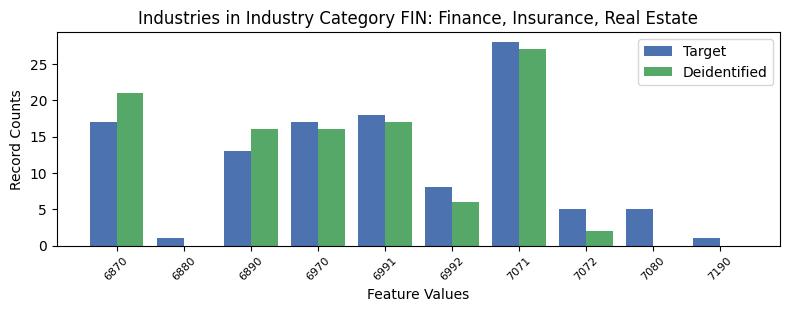 Industries in Industry Category FIN: Finance, Insurance, Real Estate
Target
Deidentified
Record Counts
25
20
15
10
5
0
6870 6880 6890 6970 6991 6992 7071 7072 7080 7190
Feature Values